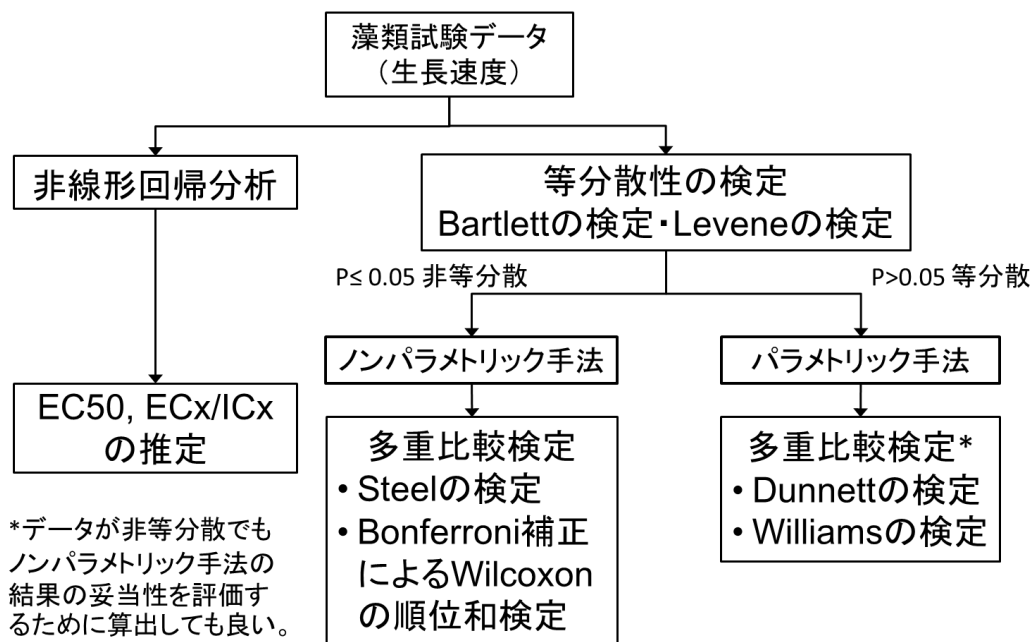 藻類試験データ
（生長速度）
非線形回帰分析
等分散性の検定
Bartlettの検定・Leveneの検定
P≤ 0.05 非等分散
P>0.05 等分散
ノンパラメトリック手法
パラメトリック手法
EC50, ECx/ICx
の推定
多重比較検定
• Steelの検定
• Bonferroni補正
によるWilcoxon
の順位和検定
多重比較検定*
• Dunnettの検定
• Williamsの検定
*データが非等分散でも
ノンパラメトリック手法の
結果の妥当性を評価す
るために算出しても良い。